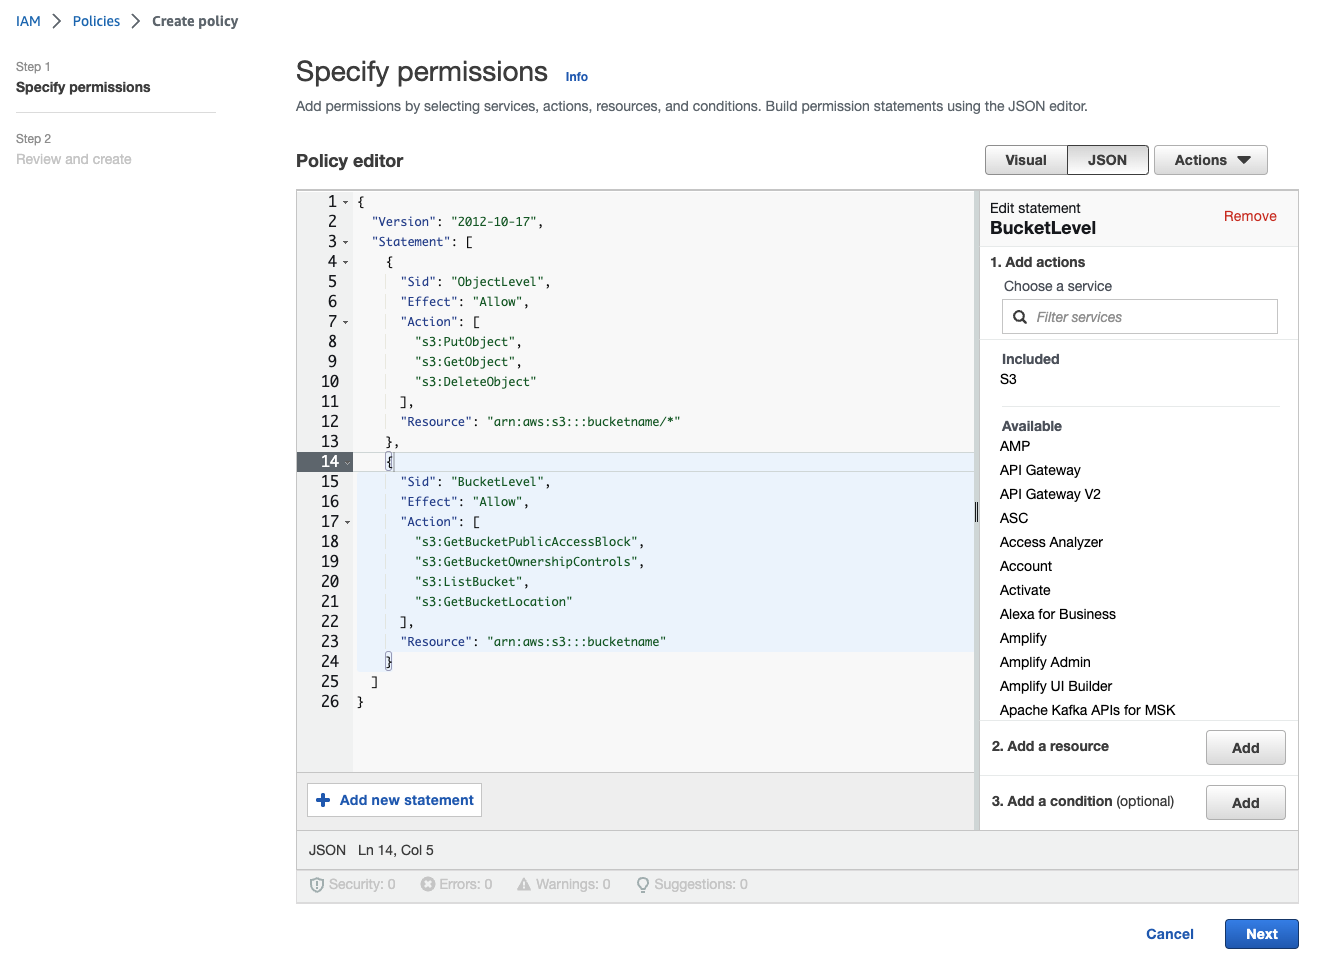 IAM > Policies > Create policy
Step 1
Specify permissions
Step 2
Review and create
Specify permissions Info
Add permissions by selecting services, actions, resources, and conditions. Build permission statements using the JSON editor.
Policy editor
Visual JSON Actions
1 {
2 "Version": "2012-10-17",
3 "Statement": [
4 {
5 "Sid": "ObjectLevel",
6 "Effect": "Allow",
7 "Action": [
8 "s3:PutObject",
9 "s3:GetObject",
10 "s3:DeleteObject"
11 ],
12 "Resource": "arn:aws:s3:::bucketname/*"
13 },
14 {
15 "Sid": "BucketLevel",
16 "Effect": "Allow",
17 "Action": [
18 "s3:GetBucketPublicAccessBlock",
19 "s3:GetBucketOwnershipControls",
20 "s3:ListBucket",
21 "s3:GetBucketLocation"
22 ],
23 "Resource": "arn:aws:s3:::bucketname"
24 }
25 ]
26 }
Add new statement
Edit statement
BucketLevel
Remove
1. Add actions
Choose a service
Filter services
Included
S3
Available
AMP
API Gateway
API Gateway V2
ASC
Access Analyzer
Account
Activate
Alexa for Business
Amplify
Amplify Admin
Amplify UI Builder
Apache Kafka APIs for MSK
2. Add a resource Add
3. Add a condition (optional) Add
JSON Ln 14, Col 5
Security: 0 Errors: 0 Warnings: 0 Suggestions: 0
Cancel Next